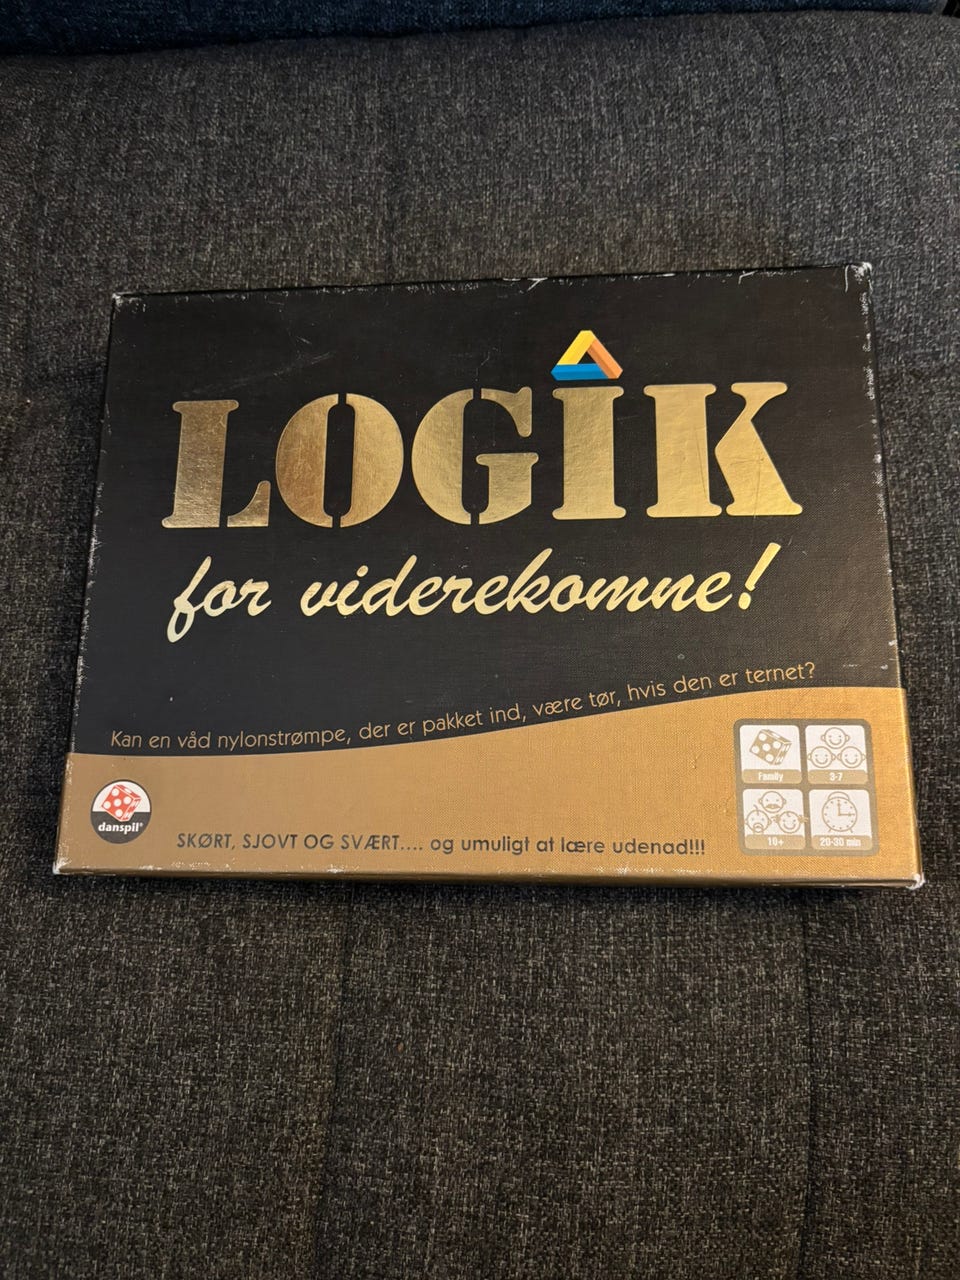 LOGIK
for viderekomne!
Kan en våd nylonstrømpe, der er pakket ind, være tør, hvis den er ternet?
Family
3-7
danspil®
10+
20-30 min
SKØRT, SJOVT OG SVÆRT.... og umuligt at lære udenad!!!